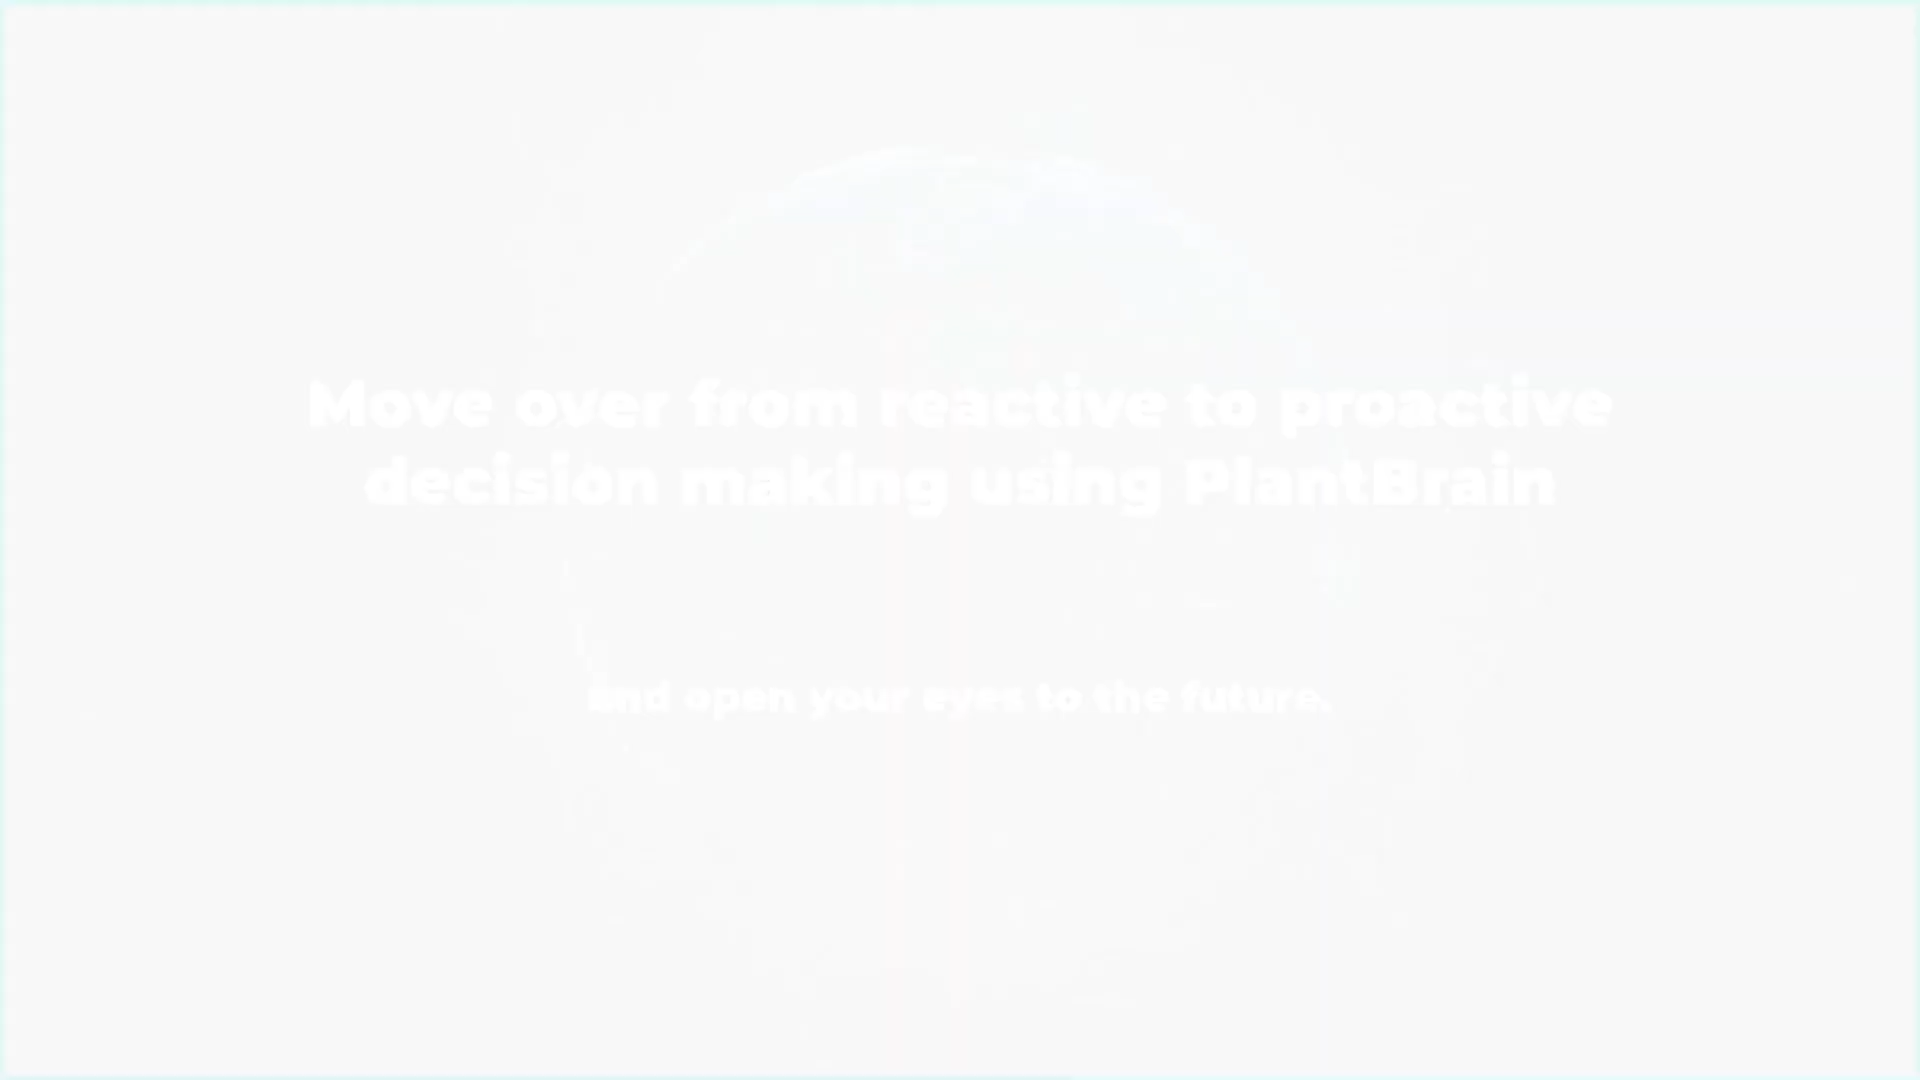 Move over from reactive to proactive
decision making using PlantBrain
and open your eyes to the future.